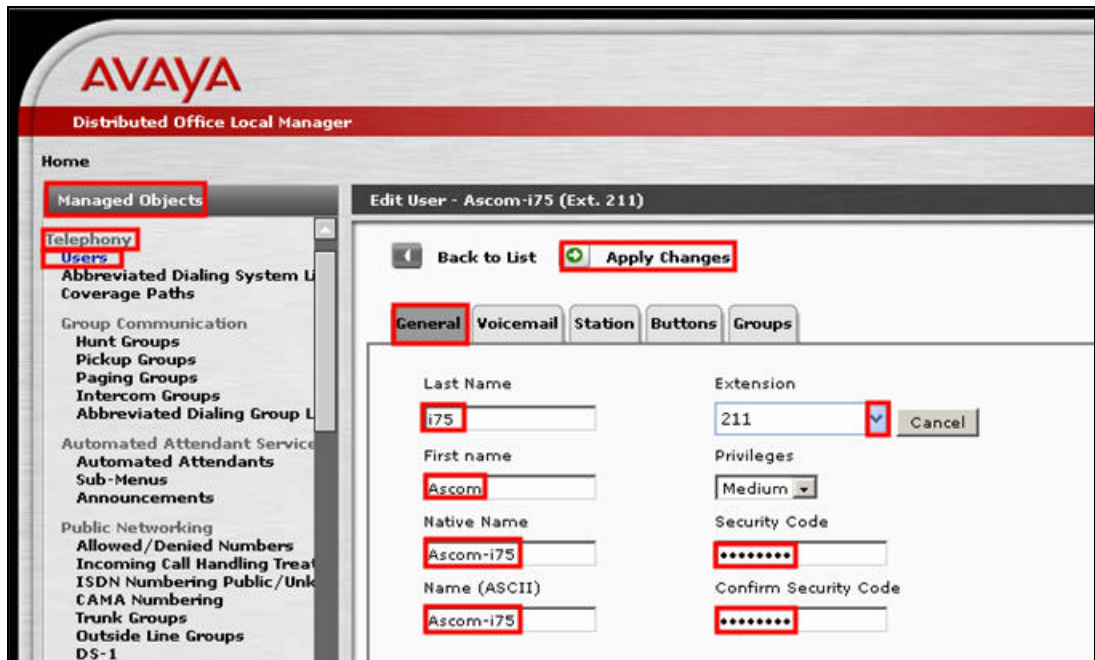 AVAYA
Distributed Office Local Manager
Home
Managed Objects
Telephony
Users
Abbreviated Dialing System Li
Coverage Paths
Group Communication
Hunt Groups
Pickup Groups
Paging Groups
Intercom Groups
Abbreviated Dialing Group L
Automated Attendant Service
Automated Attendants
Sub-Menus
Announcements
Public Networking
Allowed/Denied Numbers
Incoming Call Handling Treat
ISDN Numbering Public/Unk
CAMA Numbering
Trunk Groups
Outside Line Groups
DS-1
Edit User - Ascom-i75 (Ext. 211)
Back to List Apply Changes
General Voicemail Station Buttons Groups
Last Name Extension
i75 211 Cancel
First name Privileges
Ascom Medium
Native Name Security Code
Ascom-i75 ••••••••
Name (ASCII) Confirm Security Code
Ascom-i75 ••••••••